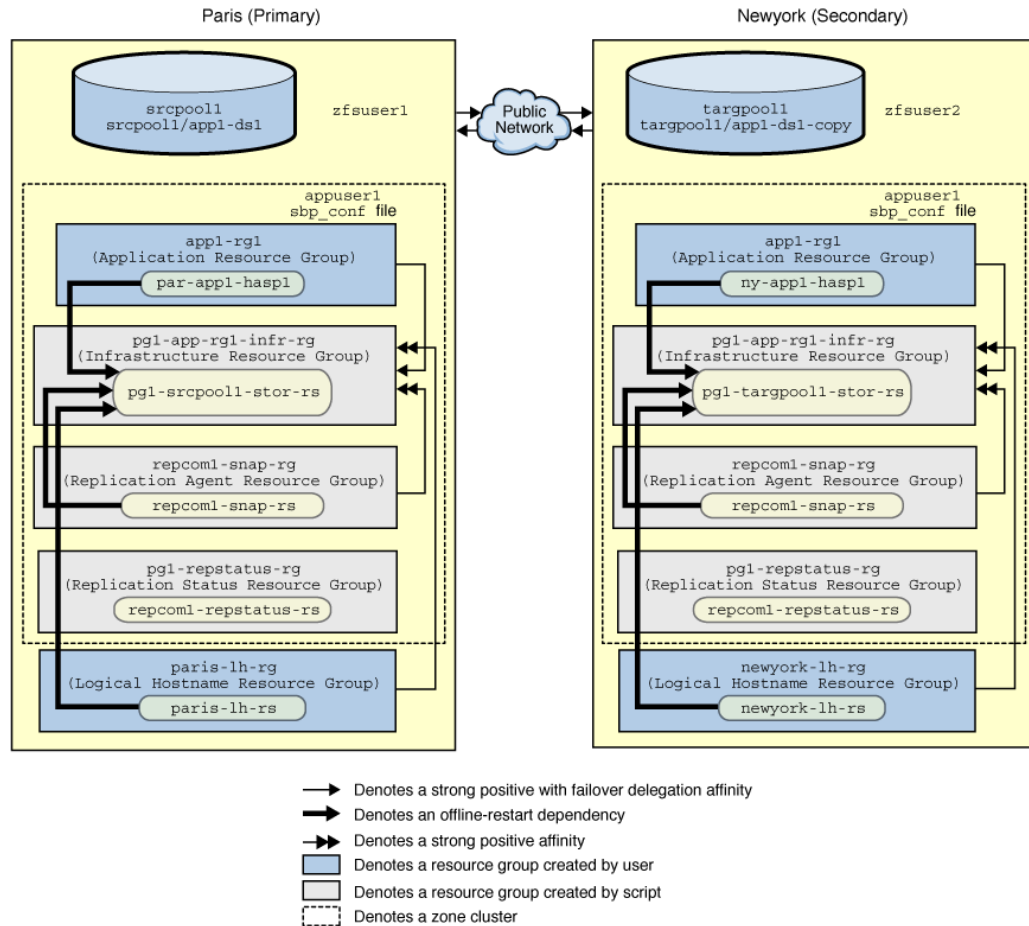 Paris (Primary)
srcpool1
srcpool1/app1-ds1
zfsuser1
appuser1
sbp_conf file
app1-rg1
(Application Resource Group)
par-app1-hasp1
pg1-app-rg1-infr-rg
(Infrastructure Resource Group)
pg1-srcpool1-stor-rs
repcom1-snap-rg
(Replication Agent Resource Group)
repcom1-snap-rs
pg1-repstatus-rg
(Replication Status Resource Group)
repcom1-repstatus-rs
paris-lh-rg
(Logical Hostname Resource Group)
paris-lh-rs
Public
Network
Newyork (Secondary)
targpool1
targpool1/app1-ds1-copy
zfsuser2
appuser1
sbp_conf file
app1-rg1
(Application Resource Group)
ny-app1-hasp1
pg1-app-rg1-infr-rg
(Infrastructure Resource Group)
pg1-targpool1-stor-rs
repcom1-snap-rg
(Replication Agent Resource Group)
repcom1-snap-rs
pg1-repstatus-rg
(Replication Status Resource Group)
repcom1-repstatus-rs
newyork-lh-rg
(Logical Hostname Resource Group)
newyork-lh-rs
Denotes a strong positive with failover delegation affinity
Denotes an offline-restart dependency
Denotes a strong positive affinity
Denotes a resource group created by user
Denotes a resource group created by script
Denotes a zone cluster